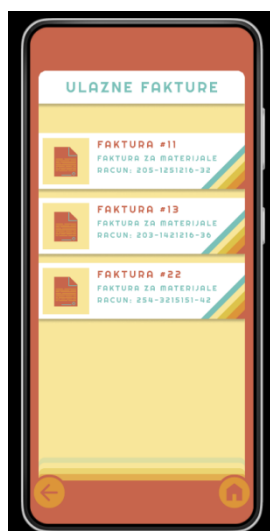 ULAZNE FAKTURE
FAKTURA #11
FAKTURA ZA MATERIJALE
RACUN: 205-1251216-32
FAKTURA #13
FAKTURA ZA MATERIJALE
RACUN: 203-1421216-36
FAKTURA #22
FAKTURA ZA MATERIJALE
RACUN: 254-3215151-42